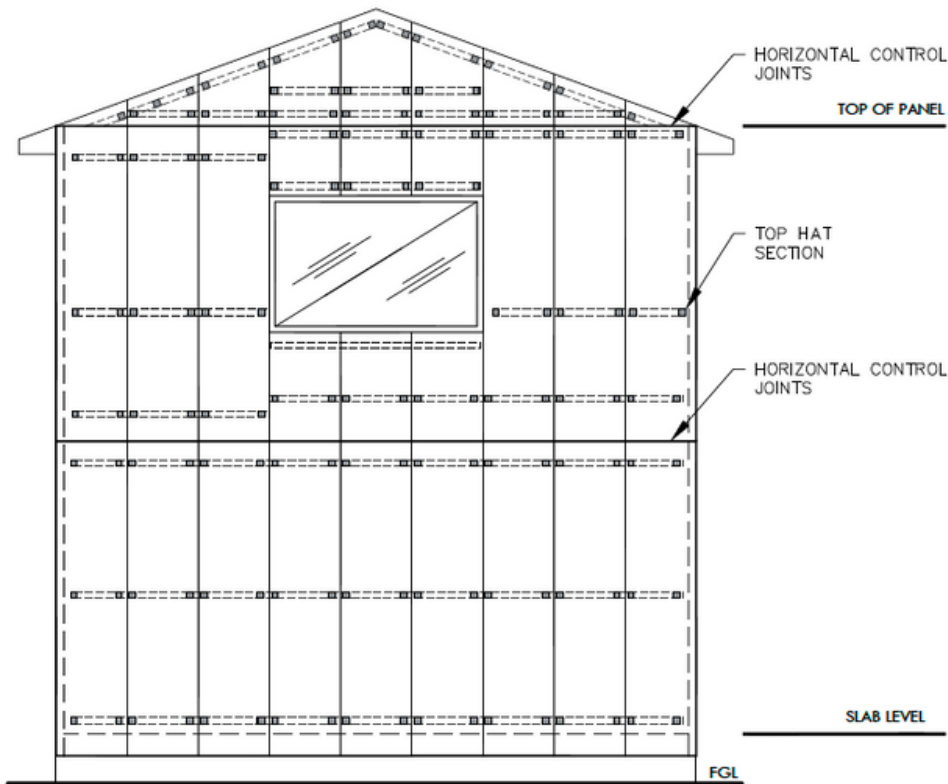 HORIZONTAL CONTROL
JOINTS
TOP OF PANEL
TOP HAT
SECTION
HORIZONTAL CONTROL
JOINTS
SLAB LEVEL
FGL